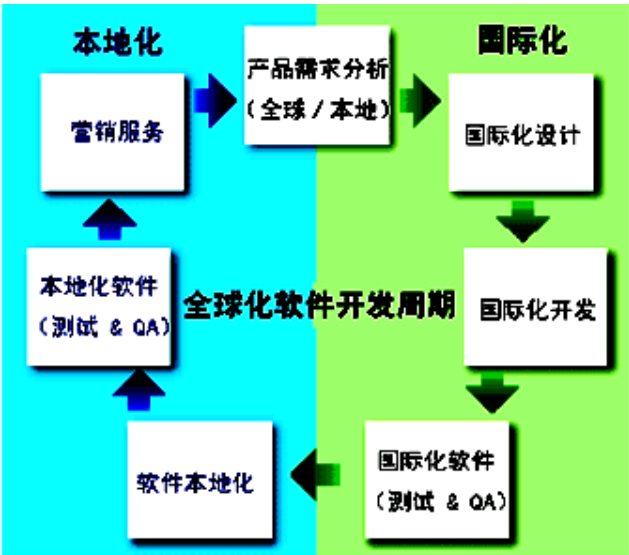 本地化
国际化
产品需求分析
(全球/本地)
国际化设计
国际化开发
国际化软件
(测试 & QA)
软件本地化
本地化软件
(测试 & QA)
营销服务
全球化软件开发周期